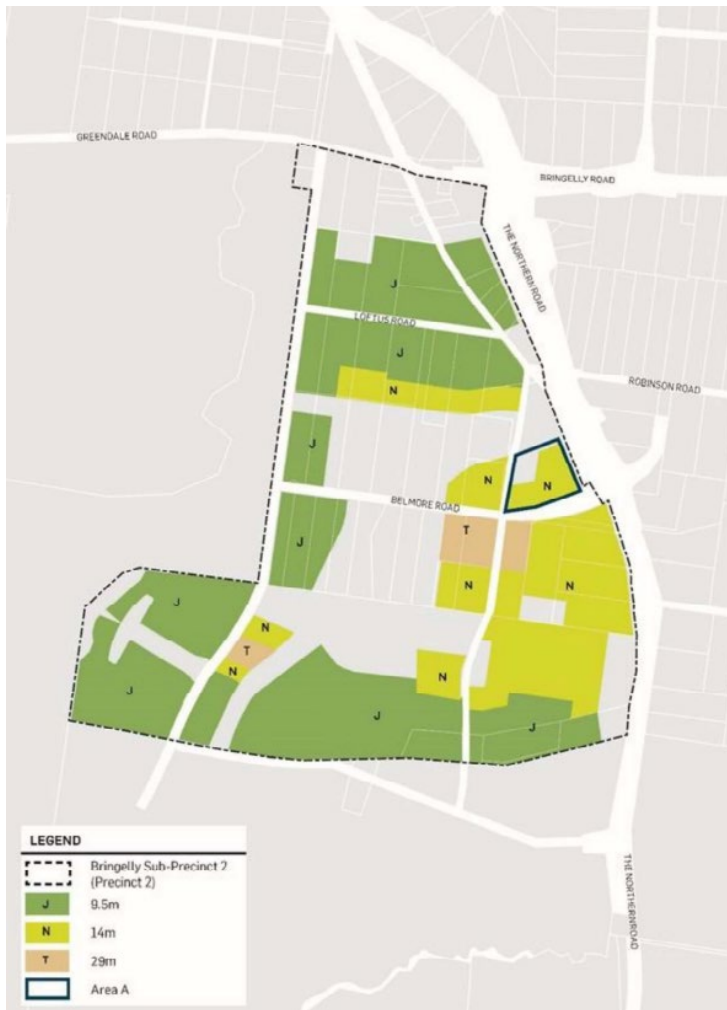 GREENDALE ROAD
BRINGELLY ROAD
THE NORTHERN ROAD
J
LOFTUS ROAD
J
ROBINSON ROAD
N
J
N
N
BELMORE ROAD
T
J
N
N
J
N
T
N
N
J
J
J
THE NORTHERN ROAD
LEGEND
Bringelly Sub-Precinct 2
(Precinct 2)
J 9.5m
N 14m
T 29m
Area A